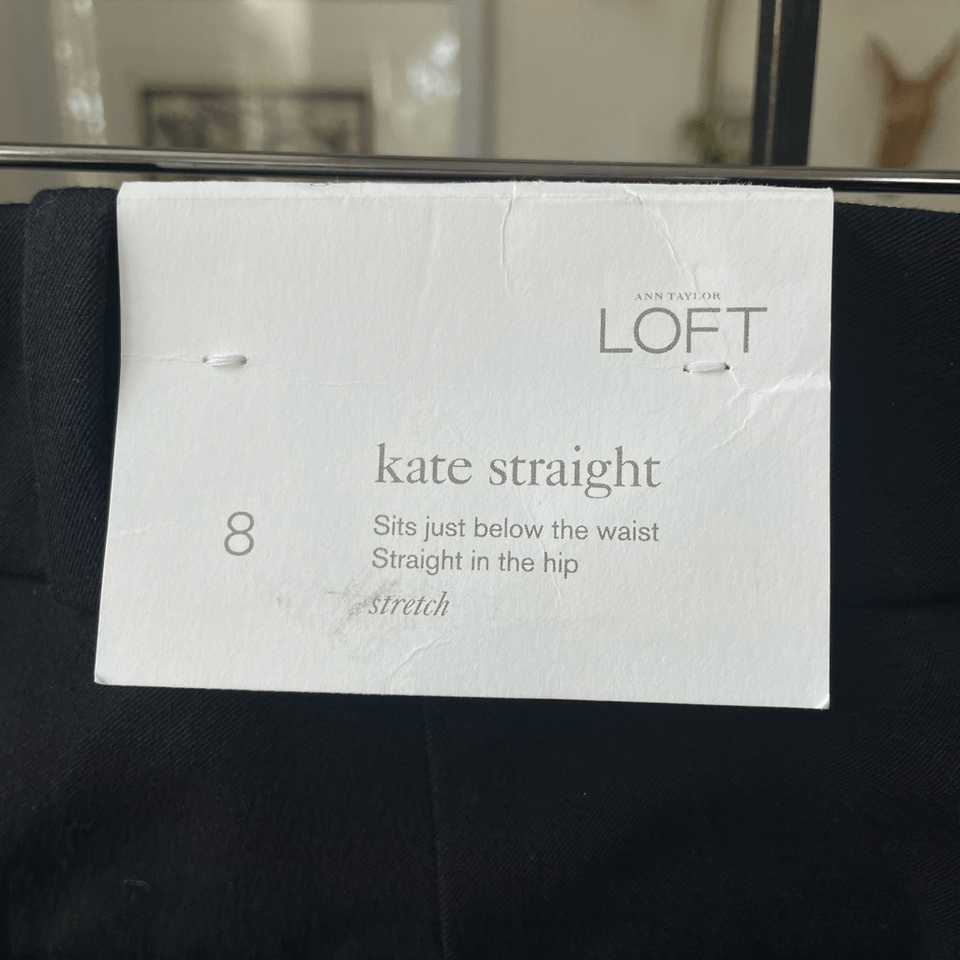 ANN TAYLOR
LOFT
kate straight
8
Sits just below the waist
Straight in the hip
stretch